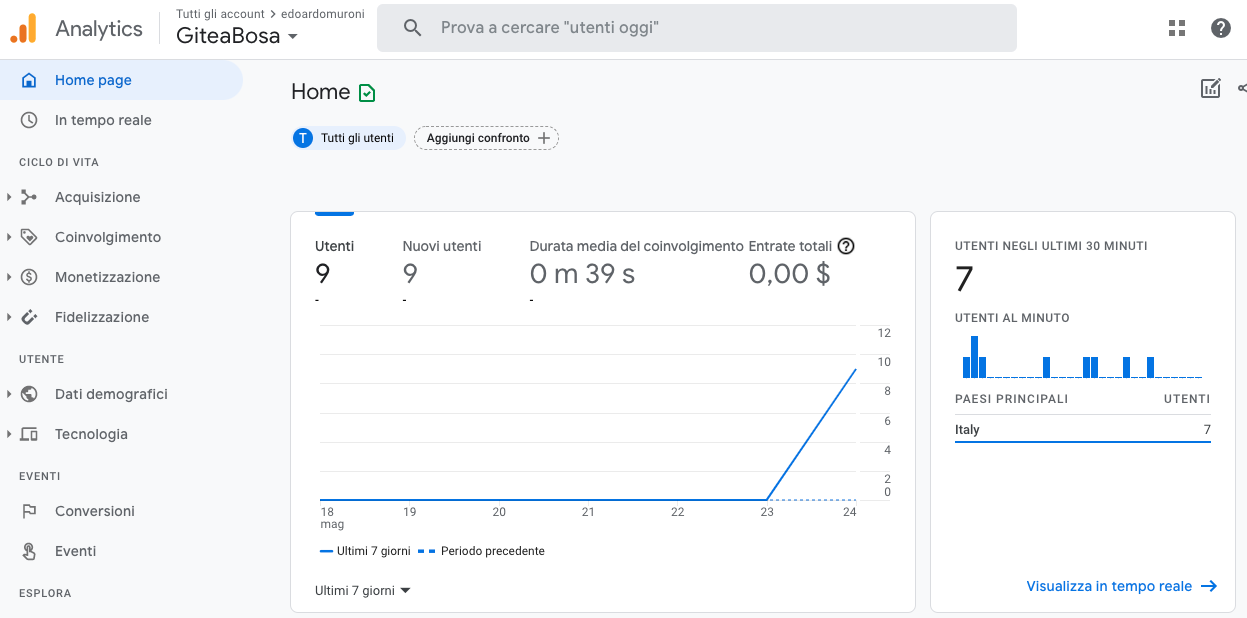 Analytics
Tutti gli account > edoardomuroni
GiteaBosa
Prova a cercare "utenti oggi"
Home page
In tempo reale
CICLO DI VITA
Acquisizione
Coinvolgimento
Monetizzazione
Fidelizzazione
UTENTE
Dati demografici
Tecnologia
EVENTI
Conversioni
Eventi
ESPLORA
Home
T Tutti gli utenti
Aggiungi confronto +
Utenti
9
-
Nuovi utenti
9
-
Durata media del coinvolgimento
0 m 39 s
-
Entrate totali
0,00 $
12
10
8
6
4
2
0
18 19 20 21 22 23 24
mag
Ultimi 7 giorni Periodo precedente
Ultimi 7 giorni
UTENTI NEGLI ULTIMI 30 MINUTI
7
UTENTI AL MINUTO
PAESI PRINCIPALI UTENTI
Italy 7
Visualizza in tempo reale